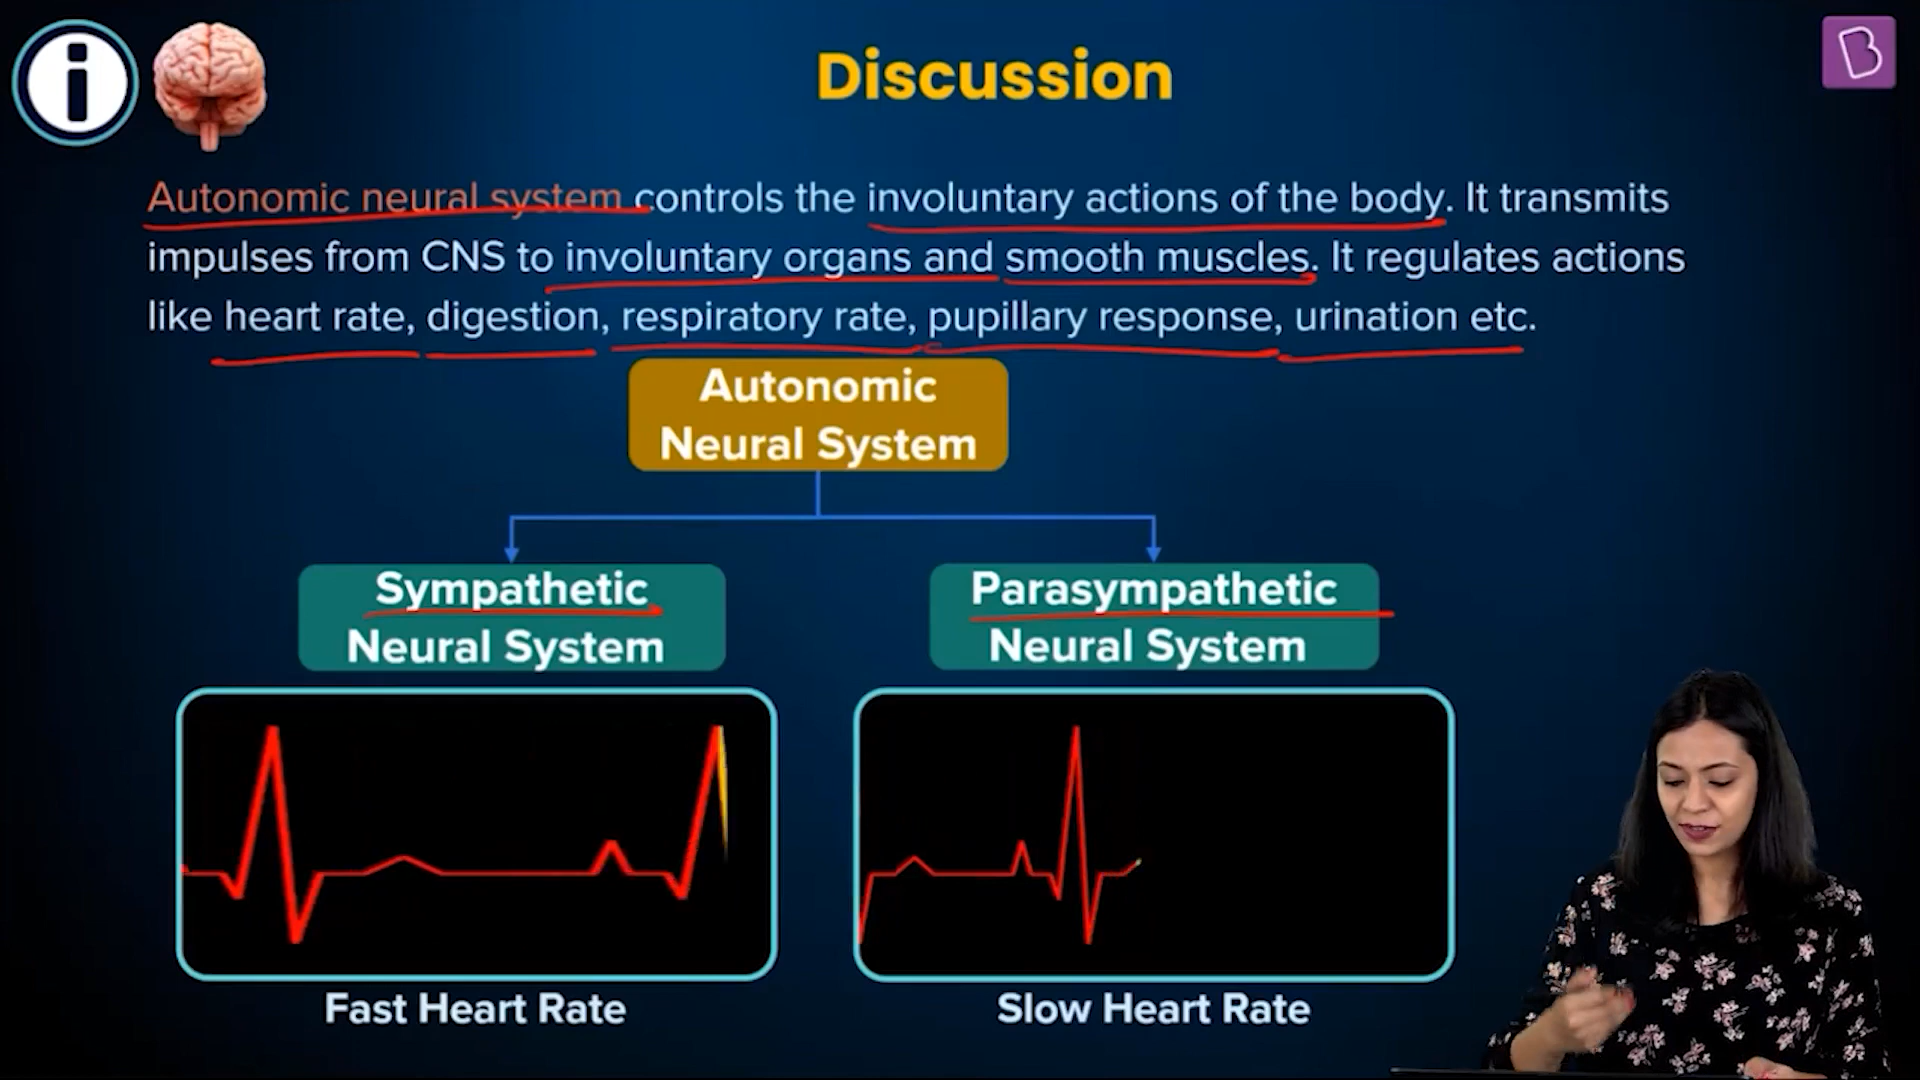 Discussion
Autonomic neural system controls the involuntary actions of the body. It transmits
impulses from CNS to involuntary organs and smooth muscles. It regulates actions
like heart rate, digestion, respiratory rate, pupillary response, urination etc.
Autonomic
Neural System
Sympathetic
Neural System
Parasympathetic
Neural System
Fast Heart Rate
Slow Heart Rate